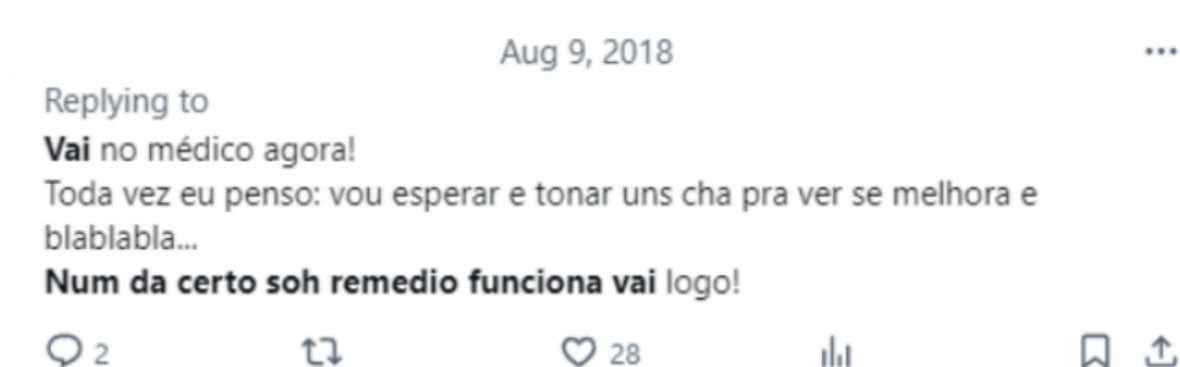 Aug 9, 2018
Replying to
Vai no médico agora!
Toda vez eu penso: vou esperar e tonar uns cha pra ver se melhora e
blablabla...
Num da certo soh remedio funciona vai logo!
2 28